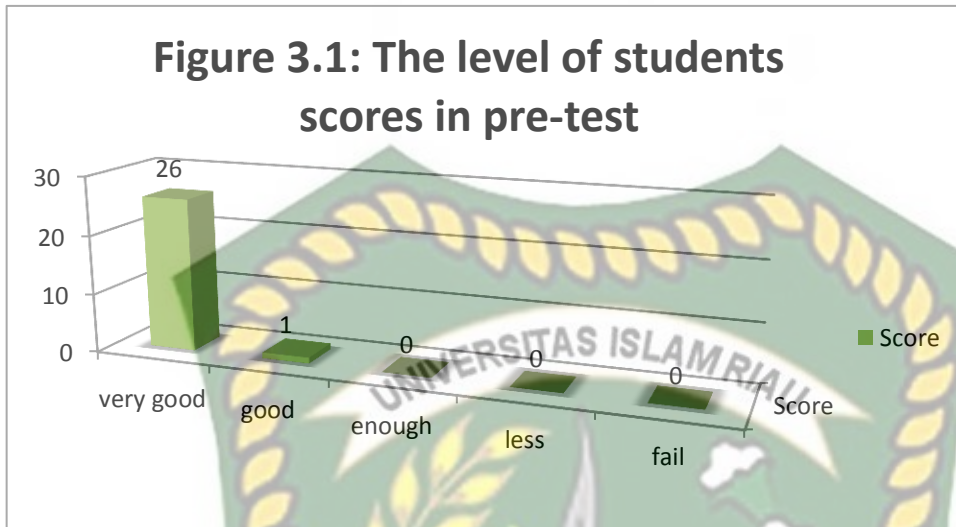 Figure 3.1: The level of students
scores in pre-test
30
20
10
0
26
1
0
0
0
very good
good
enough
less
fail
Score
Score
UNIVERSITAS ISLAM RIAU